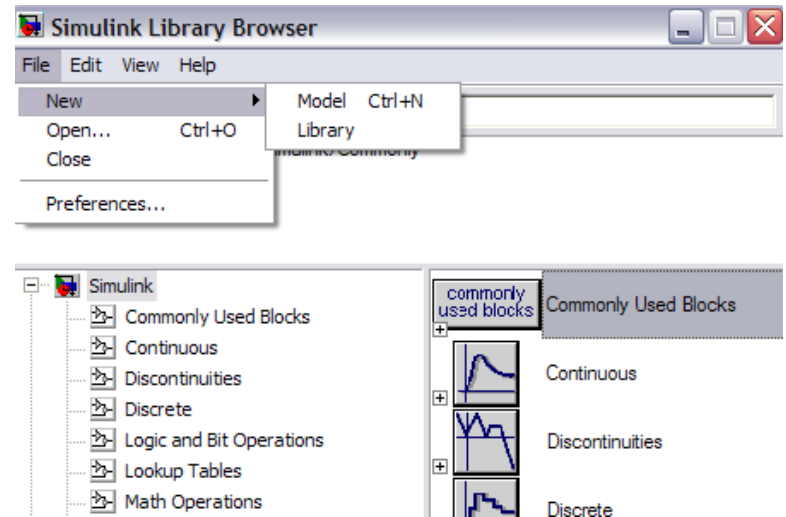 Simulink Library Browser
File Edit View Help
New
Model Ctrl+N
Open... Ctrl+O
Library
Close
Preferences...
Simulink
Commonly Used Blocks
Continuous
Discontinuities
Discrete
Logic and Bit Operations
Lookup Tables
Math Operations
commonly
used blocks
Commonly Used Blocks
Continuous
Discontinuities
Discrete